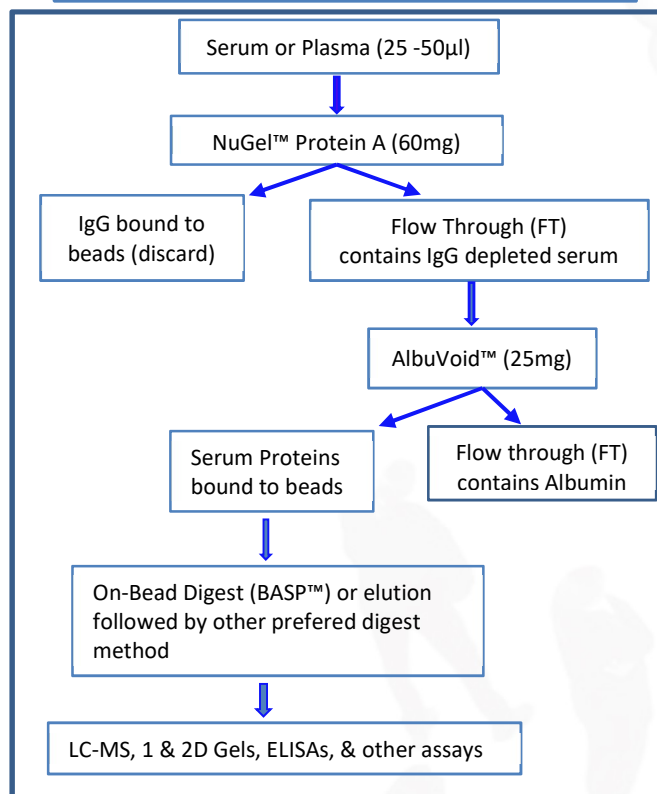 Serum or Plasma (25 -50µl)
NuGel™ Protein A (60mg)
IgG bound to
beads (discard)
Flow Through (FT)
contains IgG depleted serum
AlbuVoid™ (25mg)
Serum Proteins
bound to beads
Flow through (FT)
contains Albumin
On-Bead Digest (BASP™) or elution
followed by other prefered digest
method
LC-MS, 1 & 2D Gels, ELISAs, & other assays